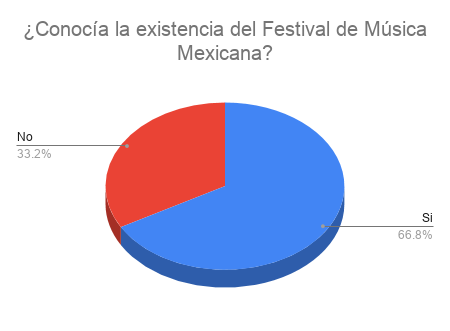 ¿Conocía la existencia del Festival de Música
Mexicana?
No
33.2%
Si
66.8%